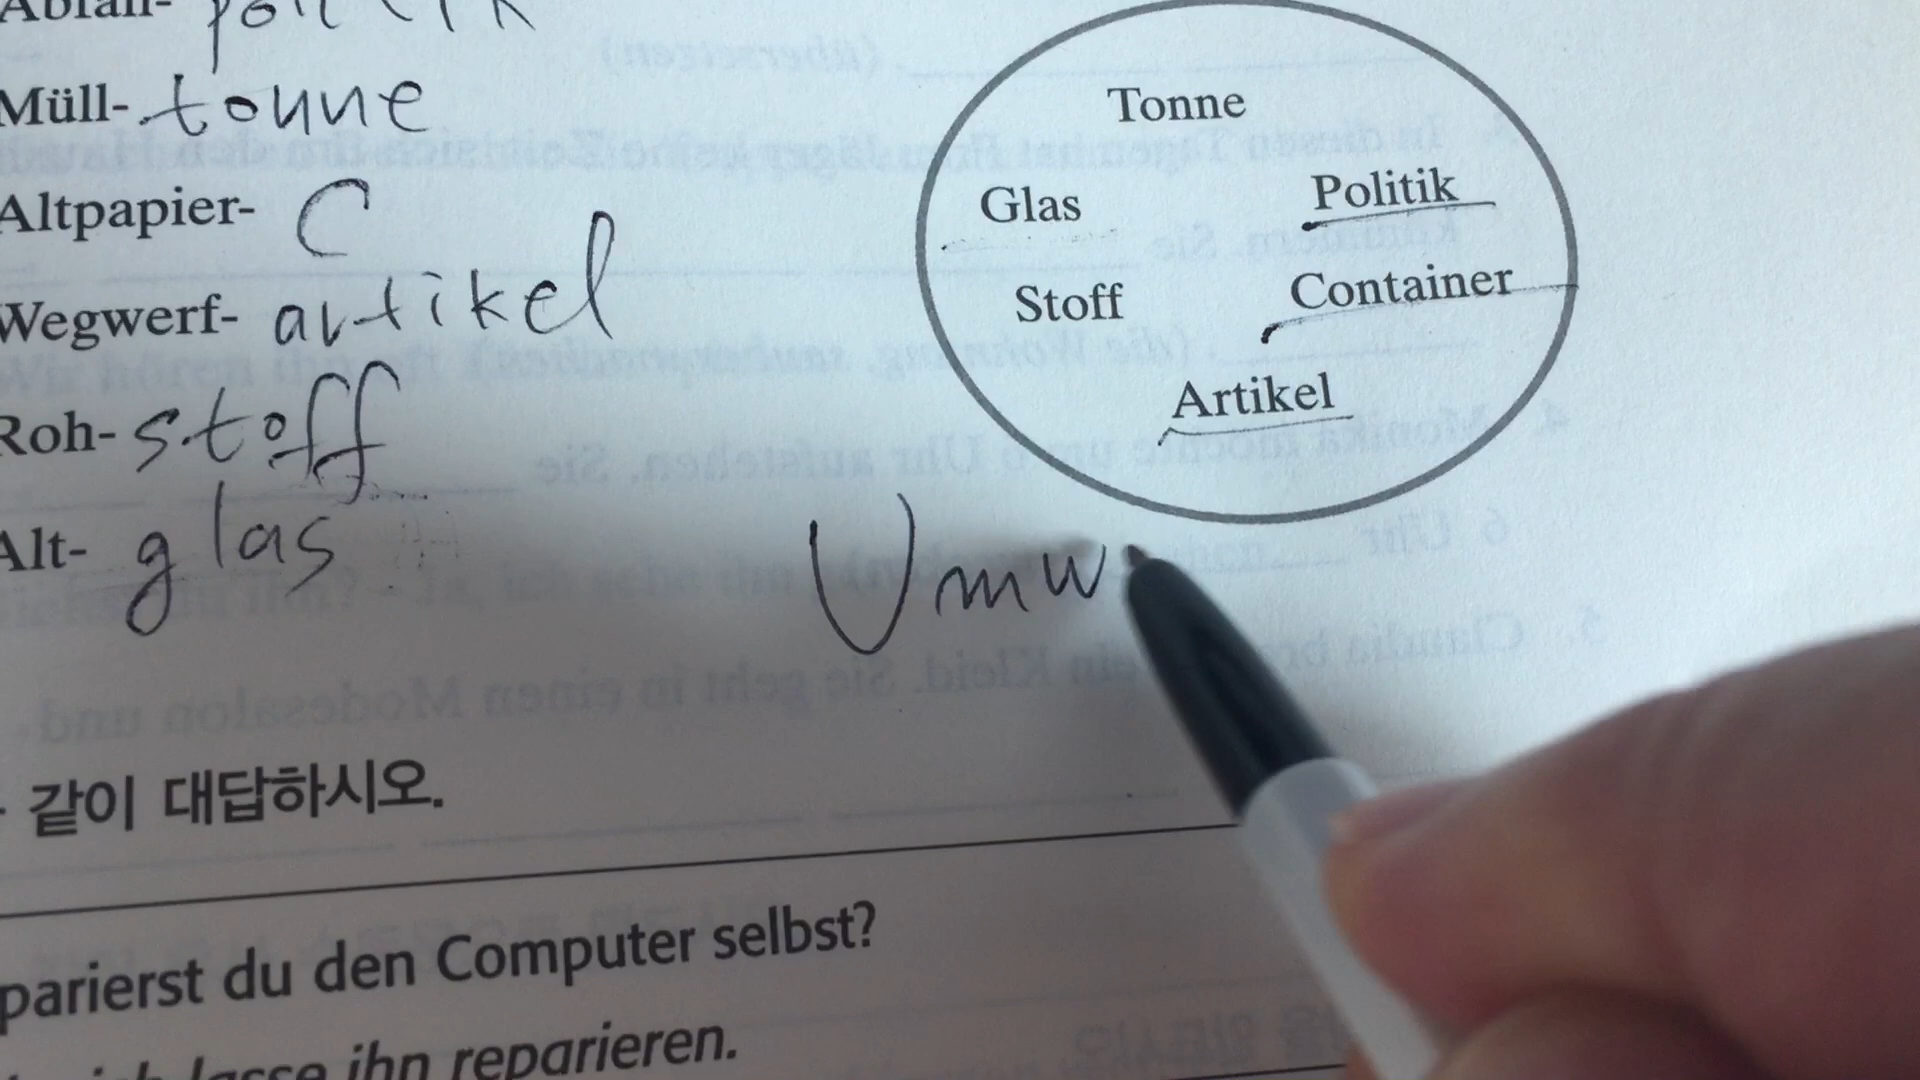 Abfall- politik
Müll- tonne
Altpapier- C
Wegwerf- artikel
Roh- stoff
Alt- glas
Tonne
Glas
Politik
Stoff
Container
Artikel
Umw
같이 대답하시오.
parierst du den Computer selbst?
ich lasse ihn reparieren.